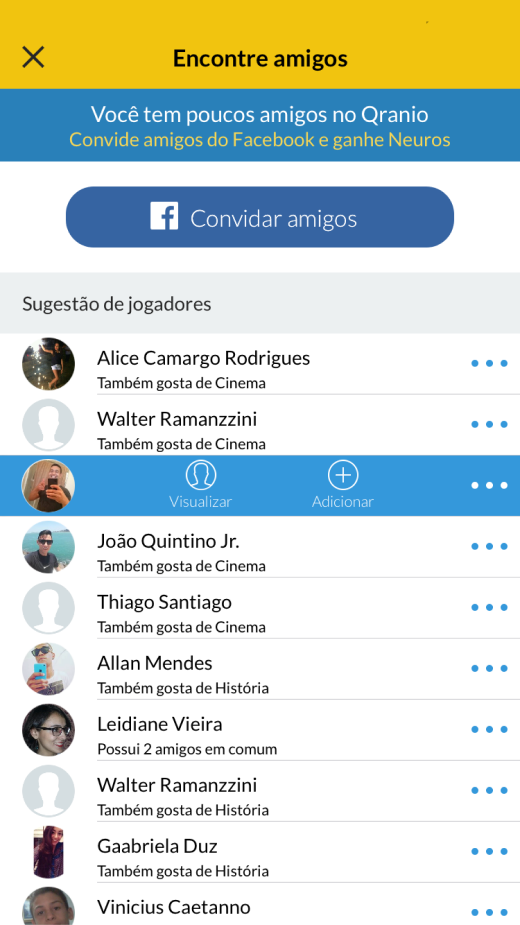 Encontre amigos
Você tem poucos amigos no Qranio
Convide amigos do Facebook e ganhe Neuros
Convidar amigos
Sugestão de jogadores
Alice Camargo Rodrigues
Também gosta de Cinema
Walter Ramanzzini
Também gosta de Cinema
Visualizar
Adicionar
João Quintino Jr.
Também gosta de Cinema
Thiago Santiago
Também gosta de Cinema
Allan Mendes
Também gosta de História
Leidiane Vieira
Possui 2 amigos em comum
Walter Ramanzzini
Também gosta de História
Gaabriela Duz
Também gosta de História
Vinicius Caetanno